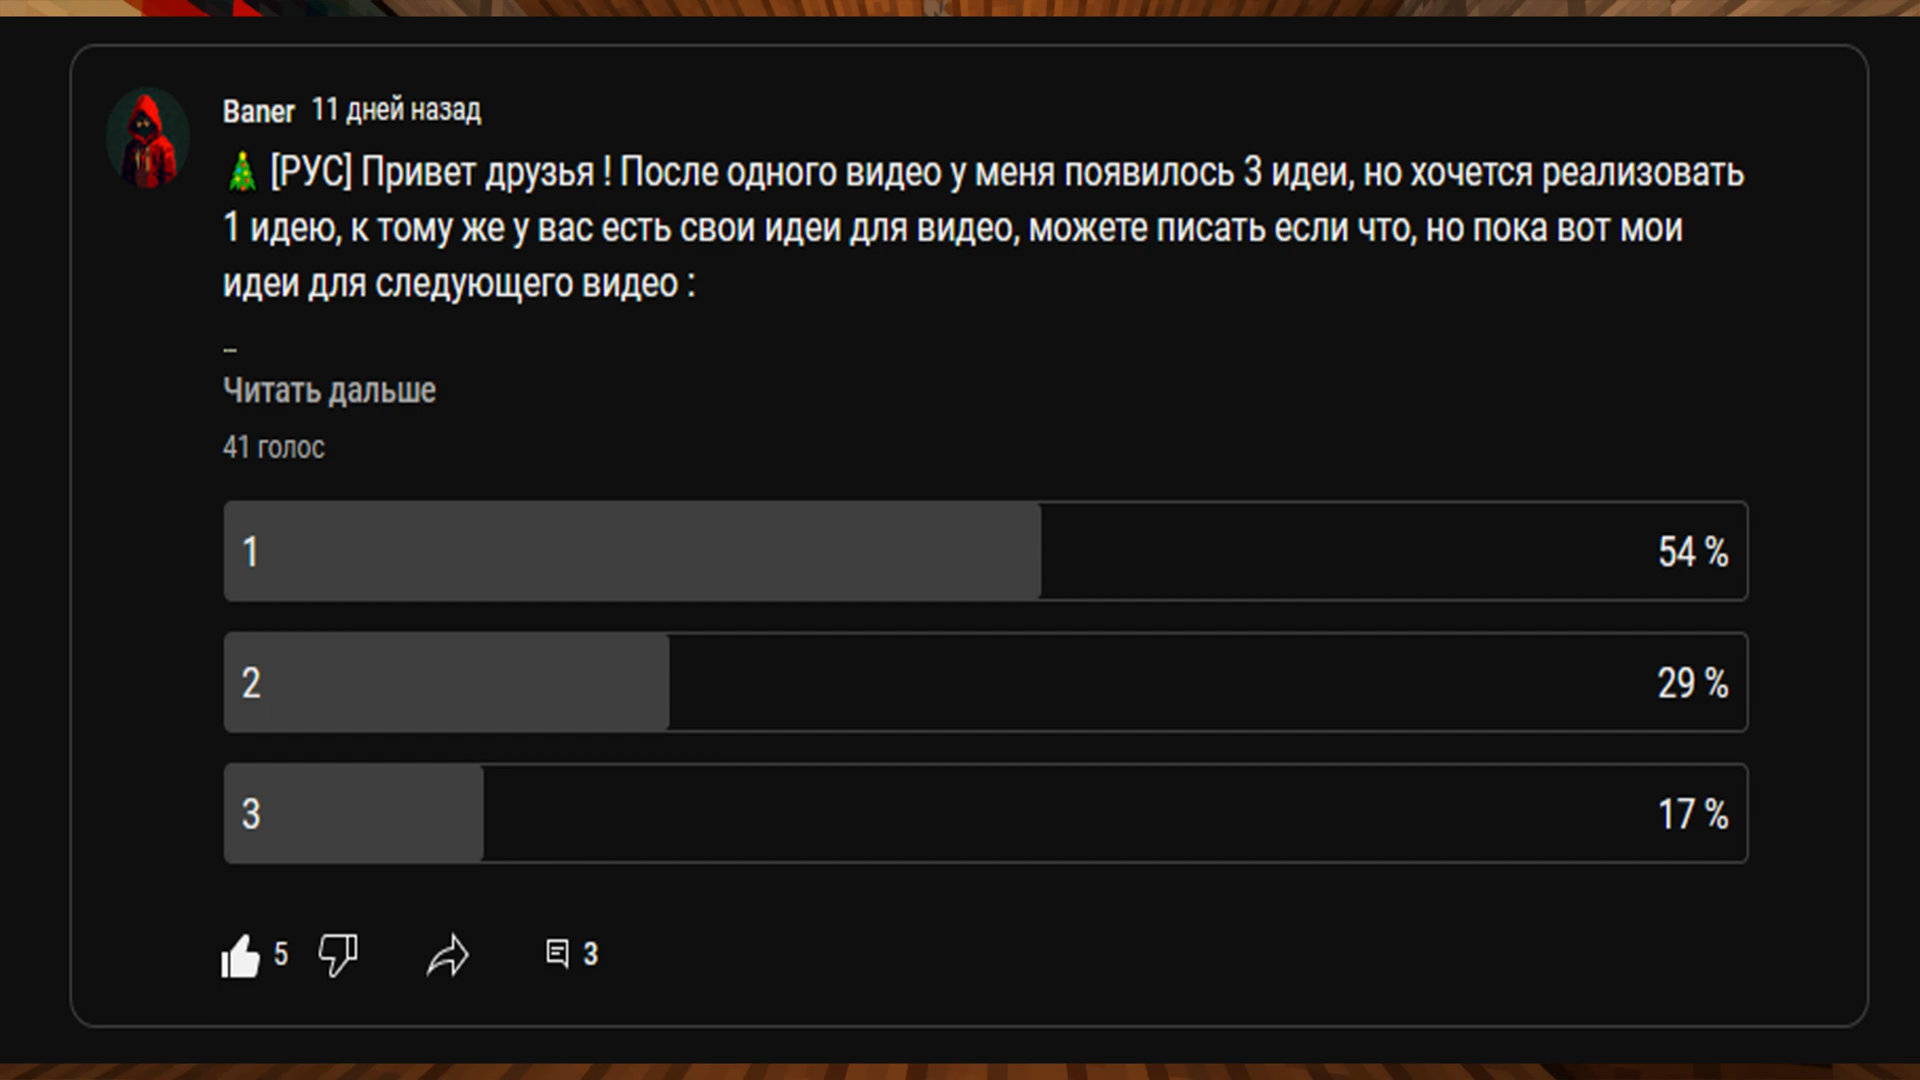 Baner 11 дней назад
🎄 [РУС] Привет друзья ! После одного видео у меня появилось 3 идеи, но хочется реализовать
1 идею, к тому же у вас есть свои идеи для видео, можете писать если что, но пока вот мои
идеи для следующего видео :
--
Читать дальше
41 голос
1 54 %
2 29 %
3 17 %
5 3